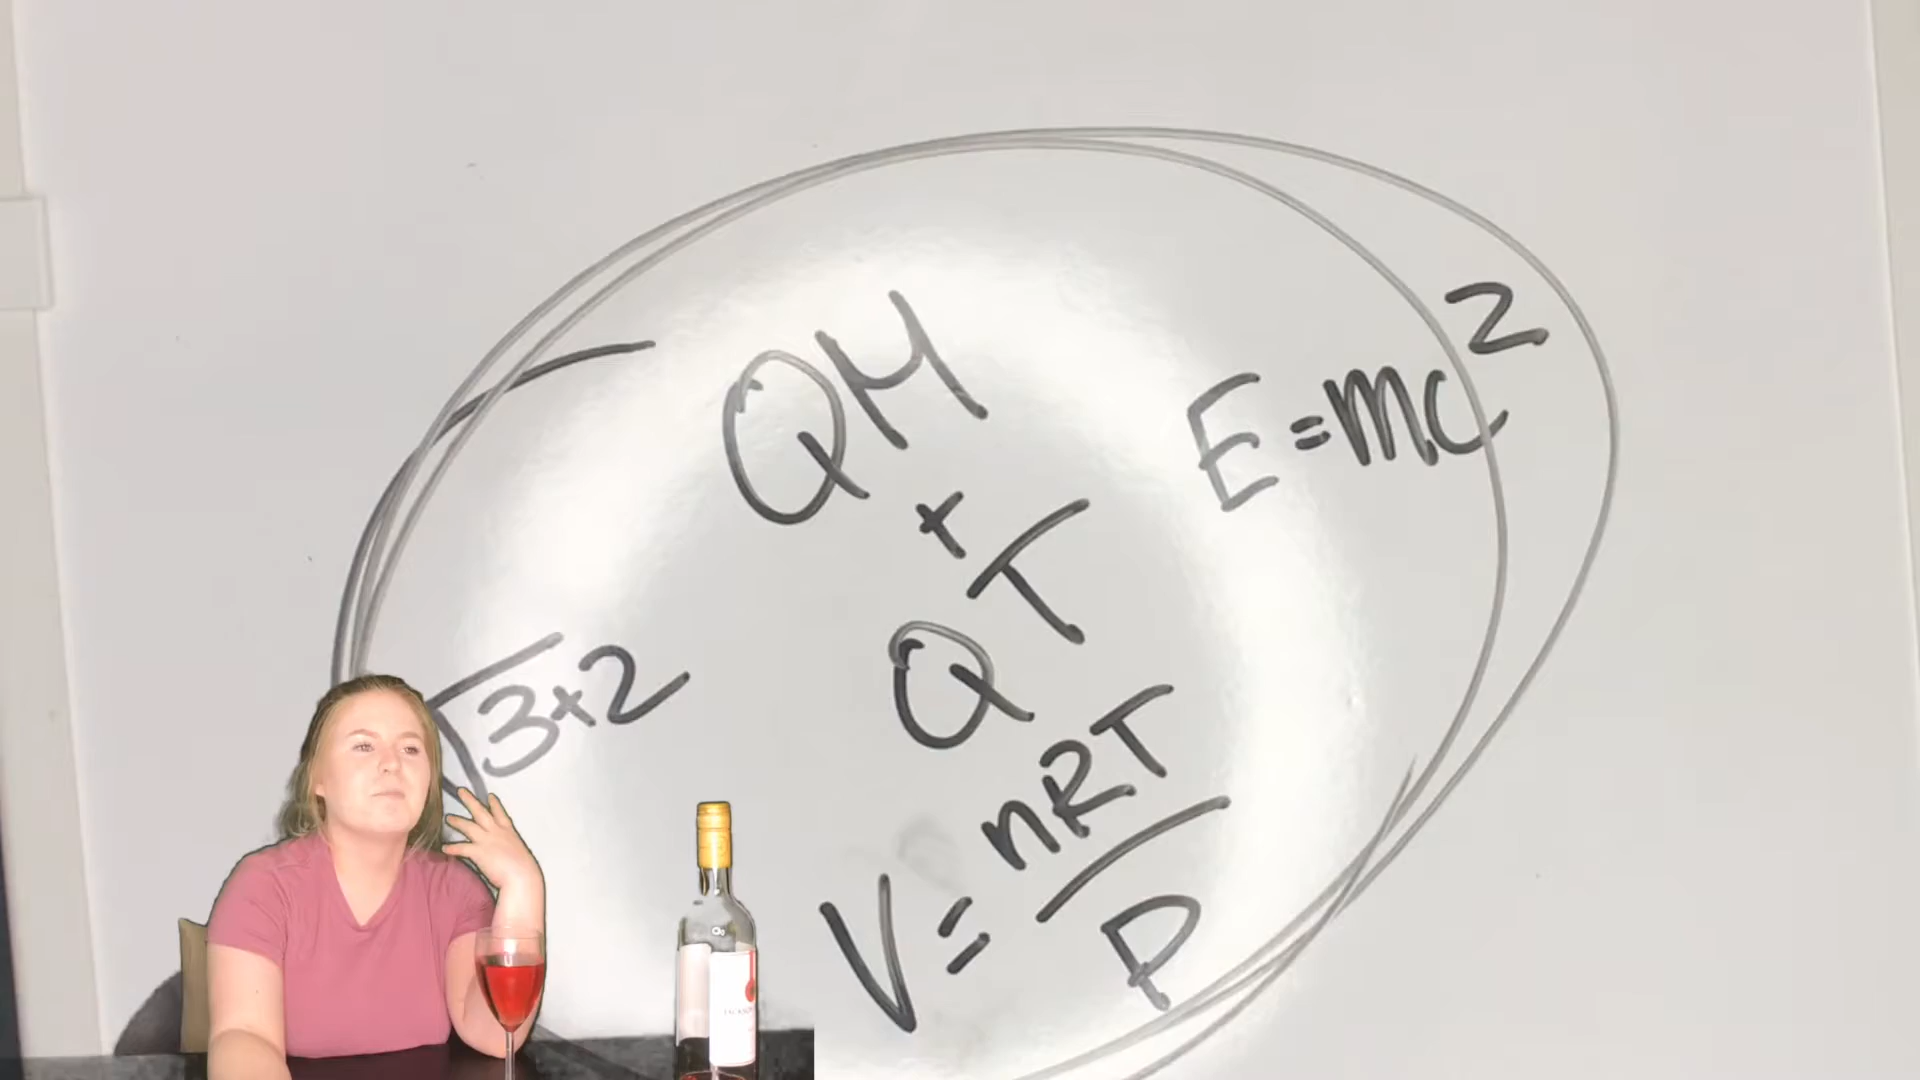 QM
+
QT
E=mc²
√3+2
V=nRT/P